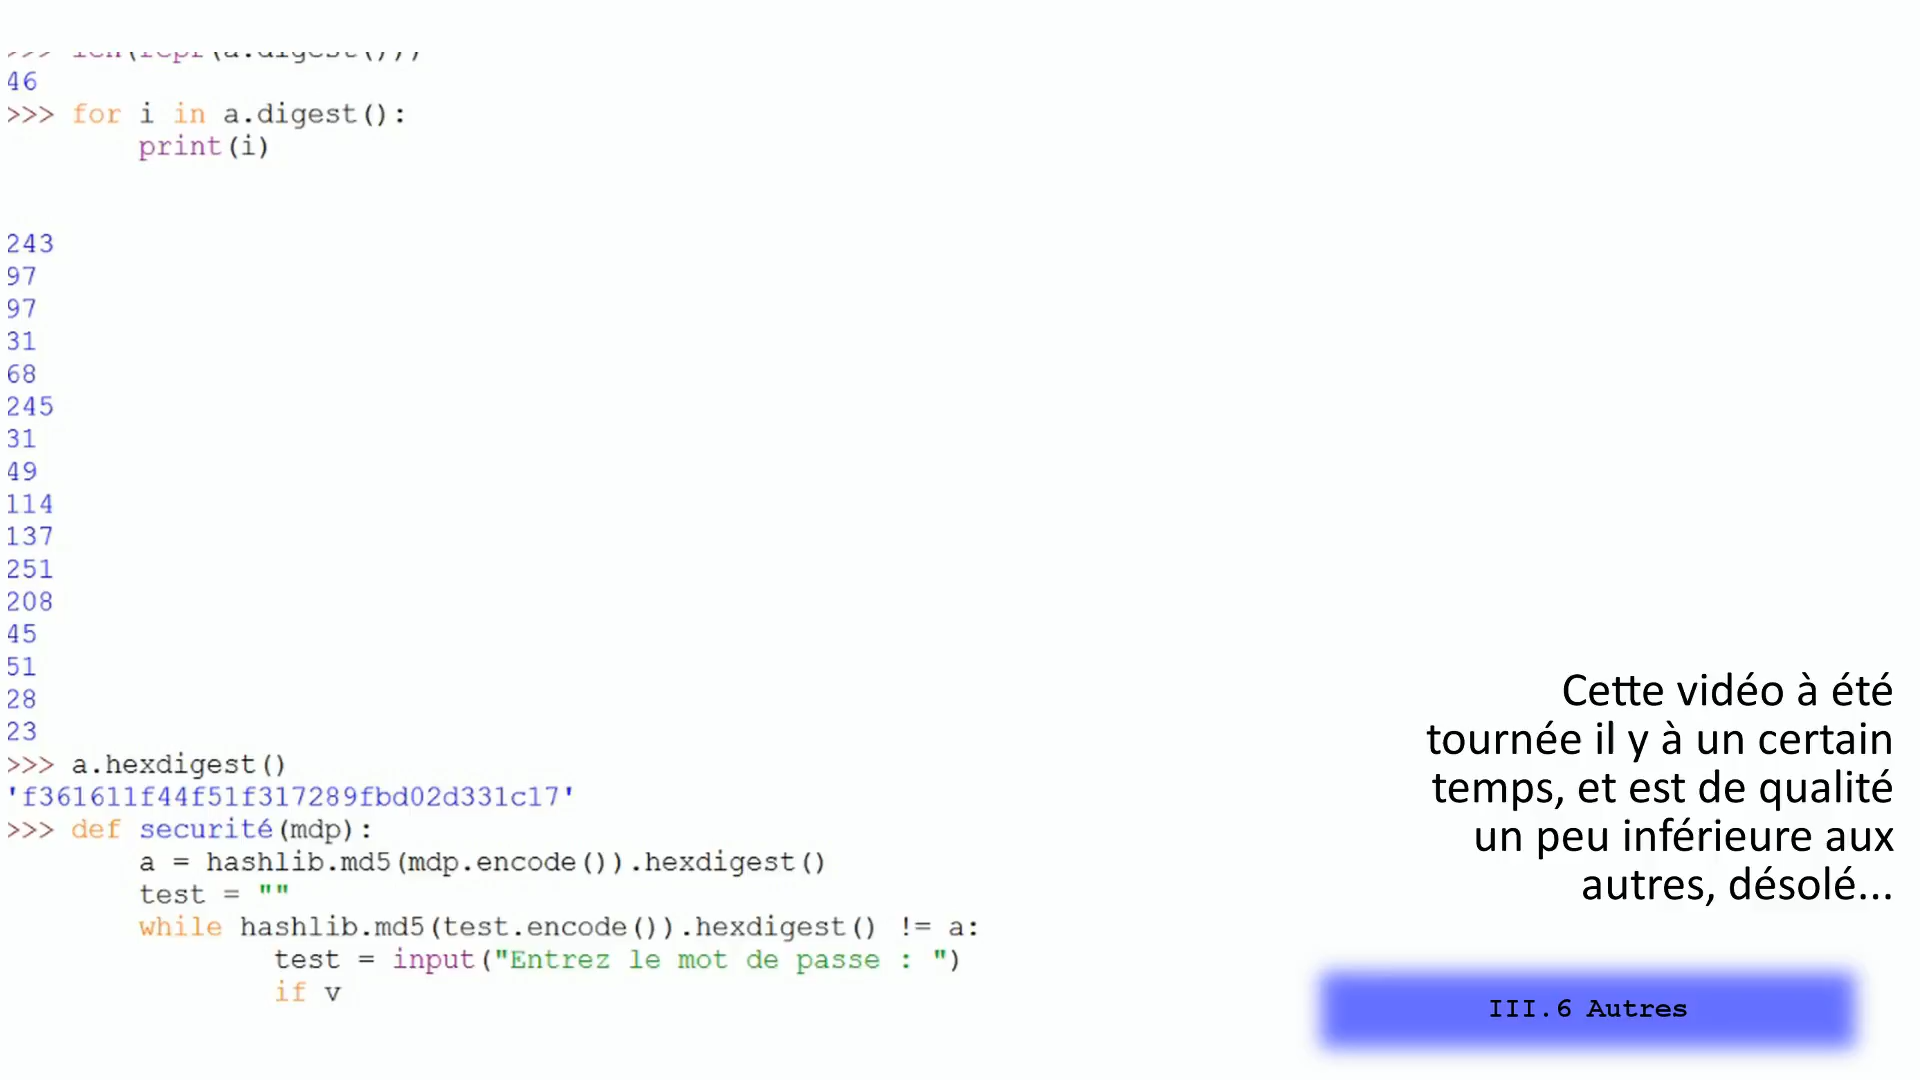 >>> len(repr(a.digest()))
46
>>> for i in a.digest():
print(i)
243
97
97
31
68
245
31
49
114
137
251
208
45
51
28
23
>>> a.hexdigest()
'f361611f44f51f317289fbd02d331c17'
>>> def securité(mdp):
a = hashlib.md5(mdp.encode()).hexdigest()
test = ""
while hashlib.md5(test.encode()).hexdigest() != a:
test = input("Entrez le mot de passe : ")
if v
Cette vidéo à été
tournée il y à un certain
temps, et est de qualité
un peu inférieure aux
autres, désolé...
III.6 Autres